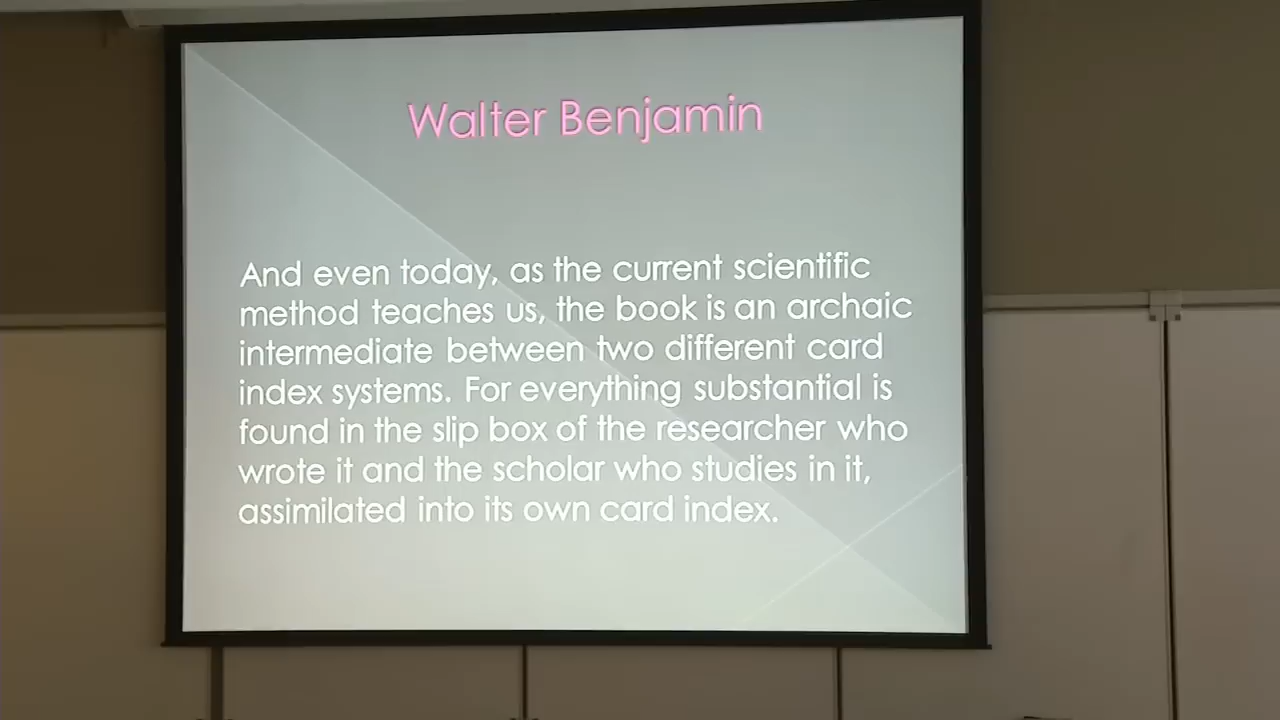 Walter Benjamin
And even today, as the current scientific
method teaches us, the book is an archaic
intermediate between two different card
index systems. For everything substantial is
found in the slip box of the researcher who
wrote it and the scholar who studies in it,
assimilated into its own card index.